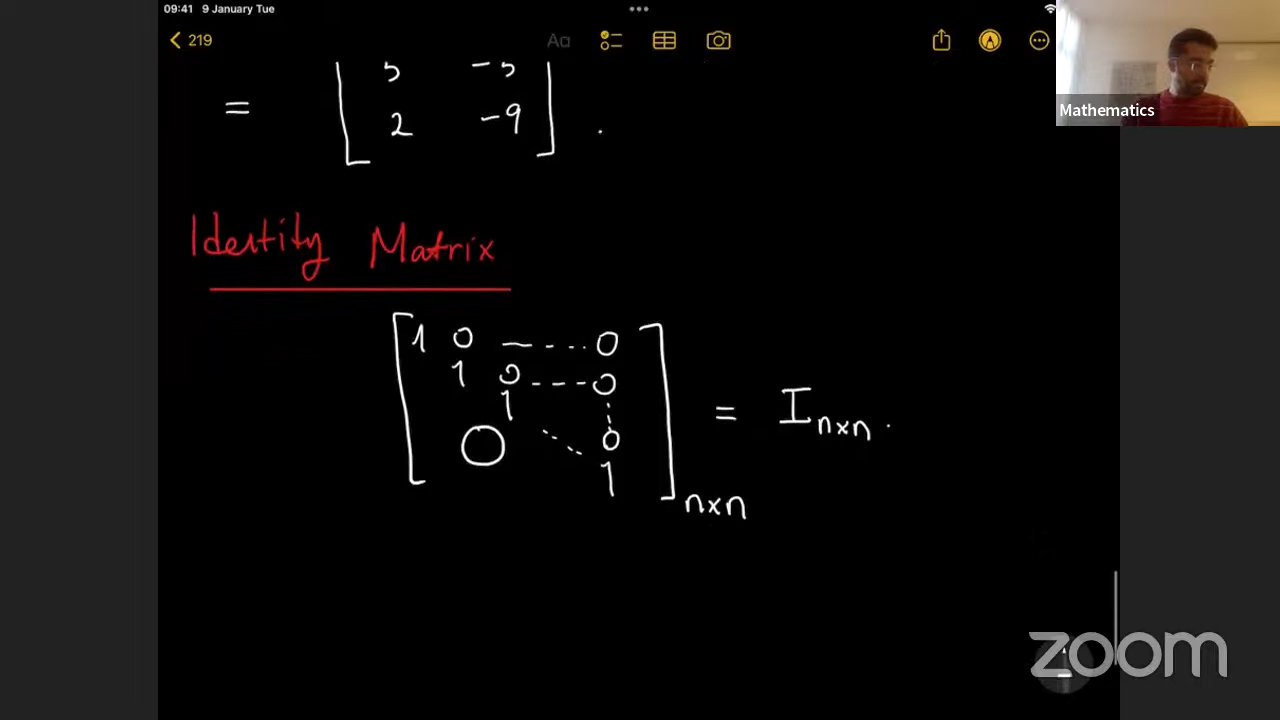 09:41 9 January Tue
219
Aa
Mathematics
=
2 -9 .
Identity Matrix
1 0 — - - .. 0
1 0 - - - 0
1
0 0
1
n×n
= I n×n .
zoom